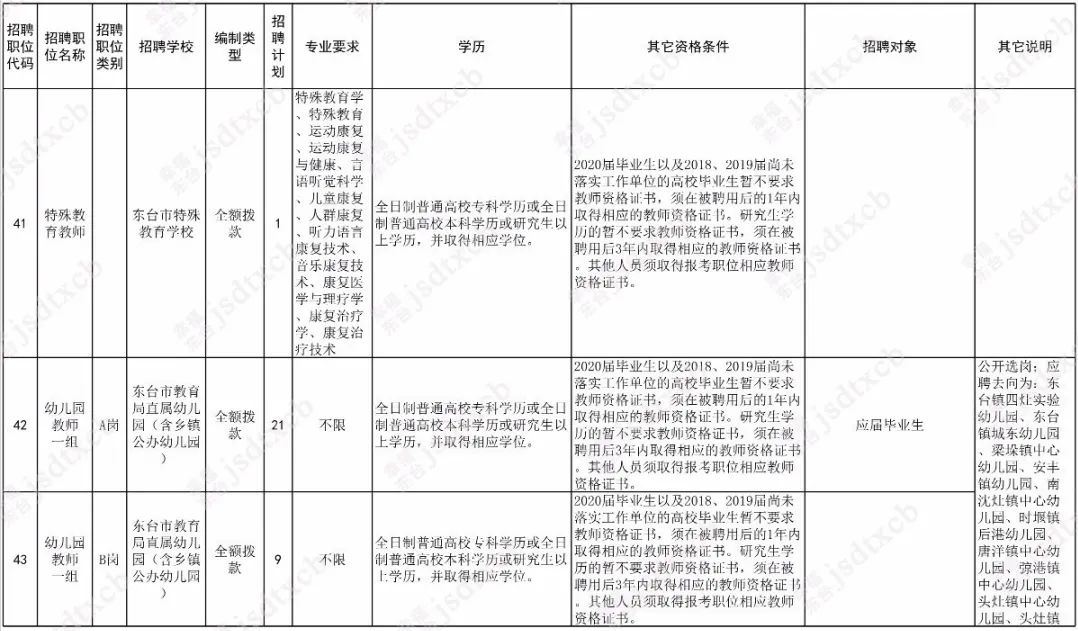 招聘职位代码
招聘职位名称
招聘职位类别
招聘学校
编制类型
招聘计划
专业要求
学历
其它资格条件
招聘对象
其它说明
41
特殊教
育教师
东台市特殊
教育学校
全额拨
款
1
特殊教育学
、特殊教育
、运动康复
、运动康复
与健康、言
语听觉科学
、儿童康复
、人群康复
、听力语言
康复技术、
音乐康复技
术、康复医
学与理疗学
、康复治疗
学、康复治
疗技术
全日制普通高校专科学历或全日
制普通高校本科学历或研究生以
上学历，并取得相应学位。
2020届毕业生以及2018、2019届尚未
落实工作单位的高校毕业生暂不要求
教师资格证书，须在被聘用后的1年内
取得相应的教师资格证书。研究生学
历的暂不要求教师资格证书，须在被
聘用后3年内取得相应的教师资格证书
。其他人员须取得报考职位相应教师
资格证书。
42
幼儿园
教师
一组
A岗
东台市教育
局直属幼儿
园（含乡镇
公办幼儿园
）
全额拨
款
21
不限
全日制普通高校专科学历或全日
制普通高校本科学历或研究生以
上学历，并取得相应学位。
2020届毕业生以及2018、2019届尚未
落实工作单位的高校毕业生暂不要求
教师资格证书，须在被聘用后的1年内
取得相应的教师资格证书。研究生学
历的暂不要求教师资格证书，须在被
聘用后3年内取得相应的教师资格证书
。其他人员须取得报考职位相应教师
资格证书。
应届毕业生
公开选岗；应
聘去向为：东
台镇四灶实验
幼儿园、东台
镇城东幼儿园
、梁垛镇中心
幼儿园、安丰
镇幼儿园、南
沈灶镇中心幼
儿园、时堰镇
后港幼儿园、
唐洋镇中心幼
儿园、弶港镇
中心幼儿园、
头灶镇中心幼
儿园、头灶镇
43
幼儿园
教师
一组
B岗
东台市教育
局直属幼儿
园（含乡镇
公办幼儿园
）
全额拨
款
9
不限
全日制普通高校专科学历或全日
制普通高校本科学历或研究生以
上学历，并取得相应学位。
2020届毕业生以及2018、2019届尚未
落实工作单位的高校毕业生暂不要求
教师资格证书，须在被聘用后的1年内
取得相应的教师资格证书。研究生学
历的暂不要求教师资格证书，须在被
聘用后3年内取得相应的教师资格证书
。其他人员须取得报考职位相应教师
资格证书。
幸福东台 jsdtxcb